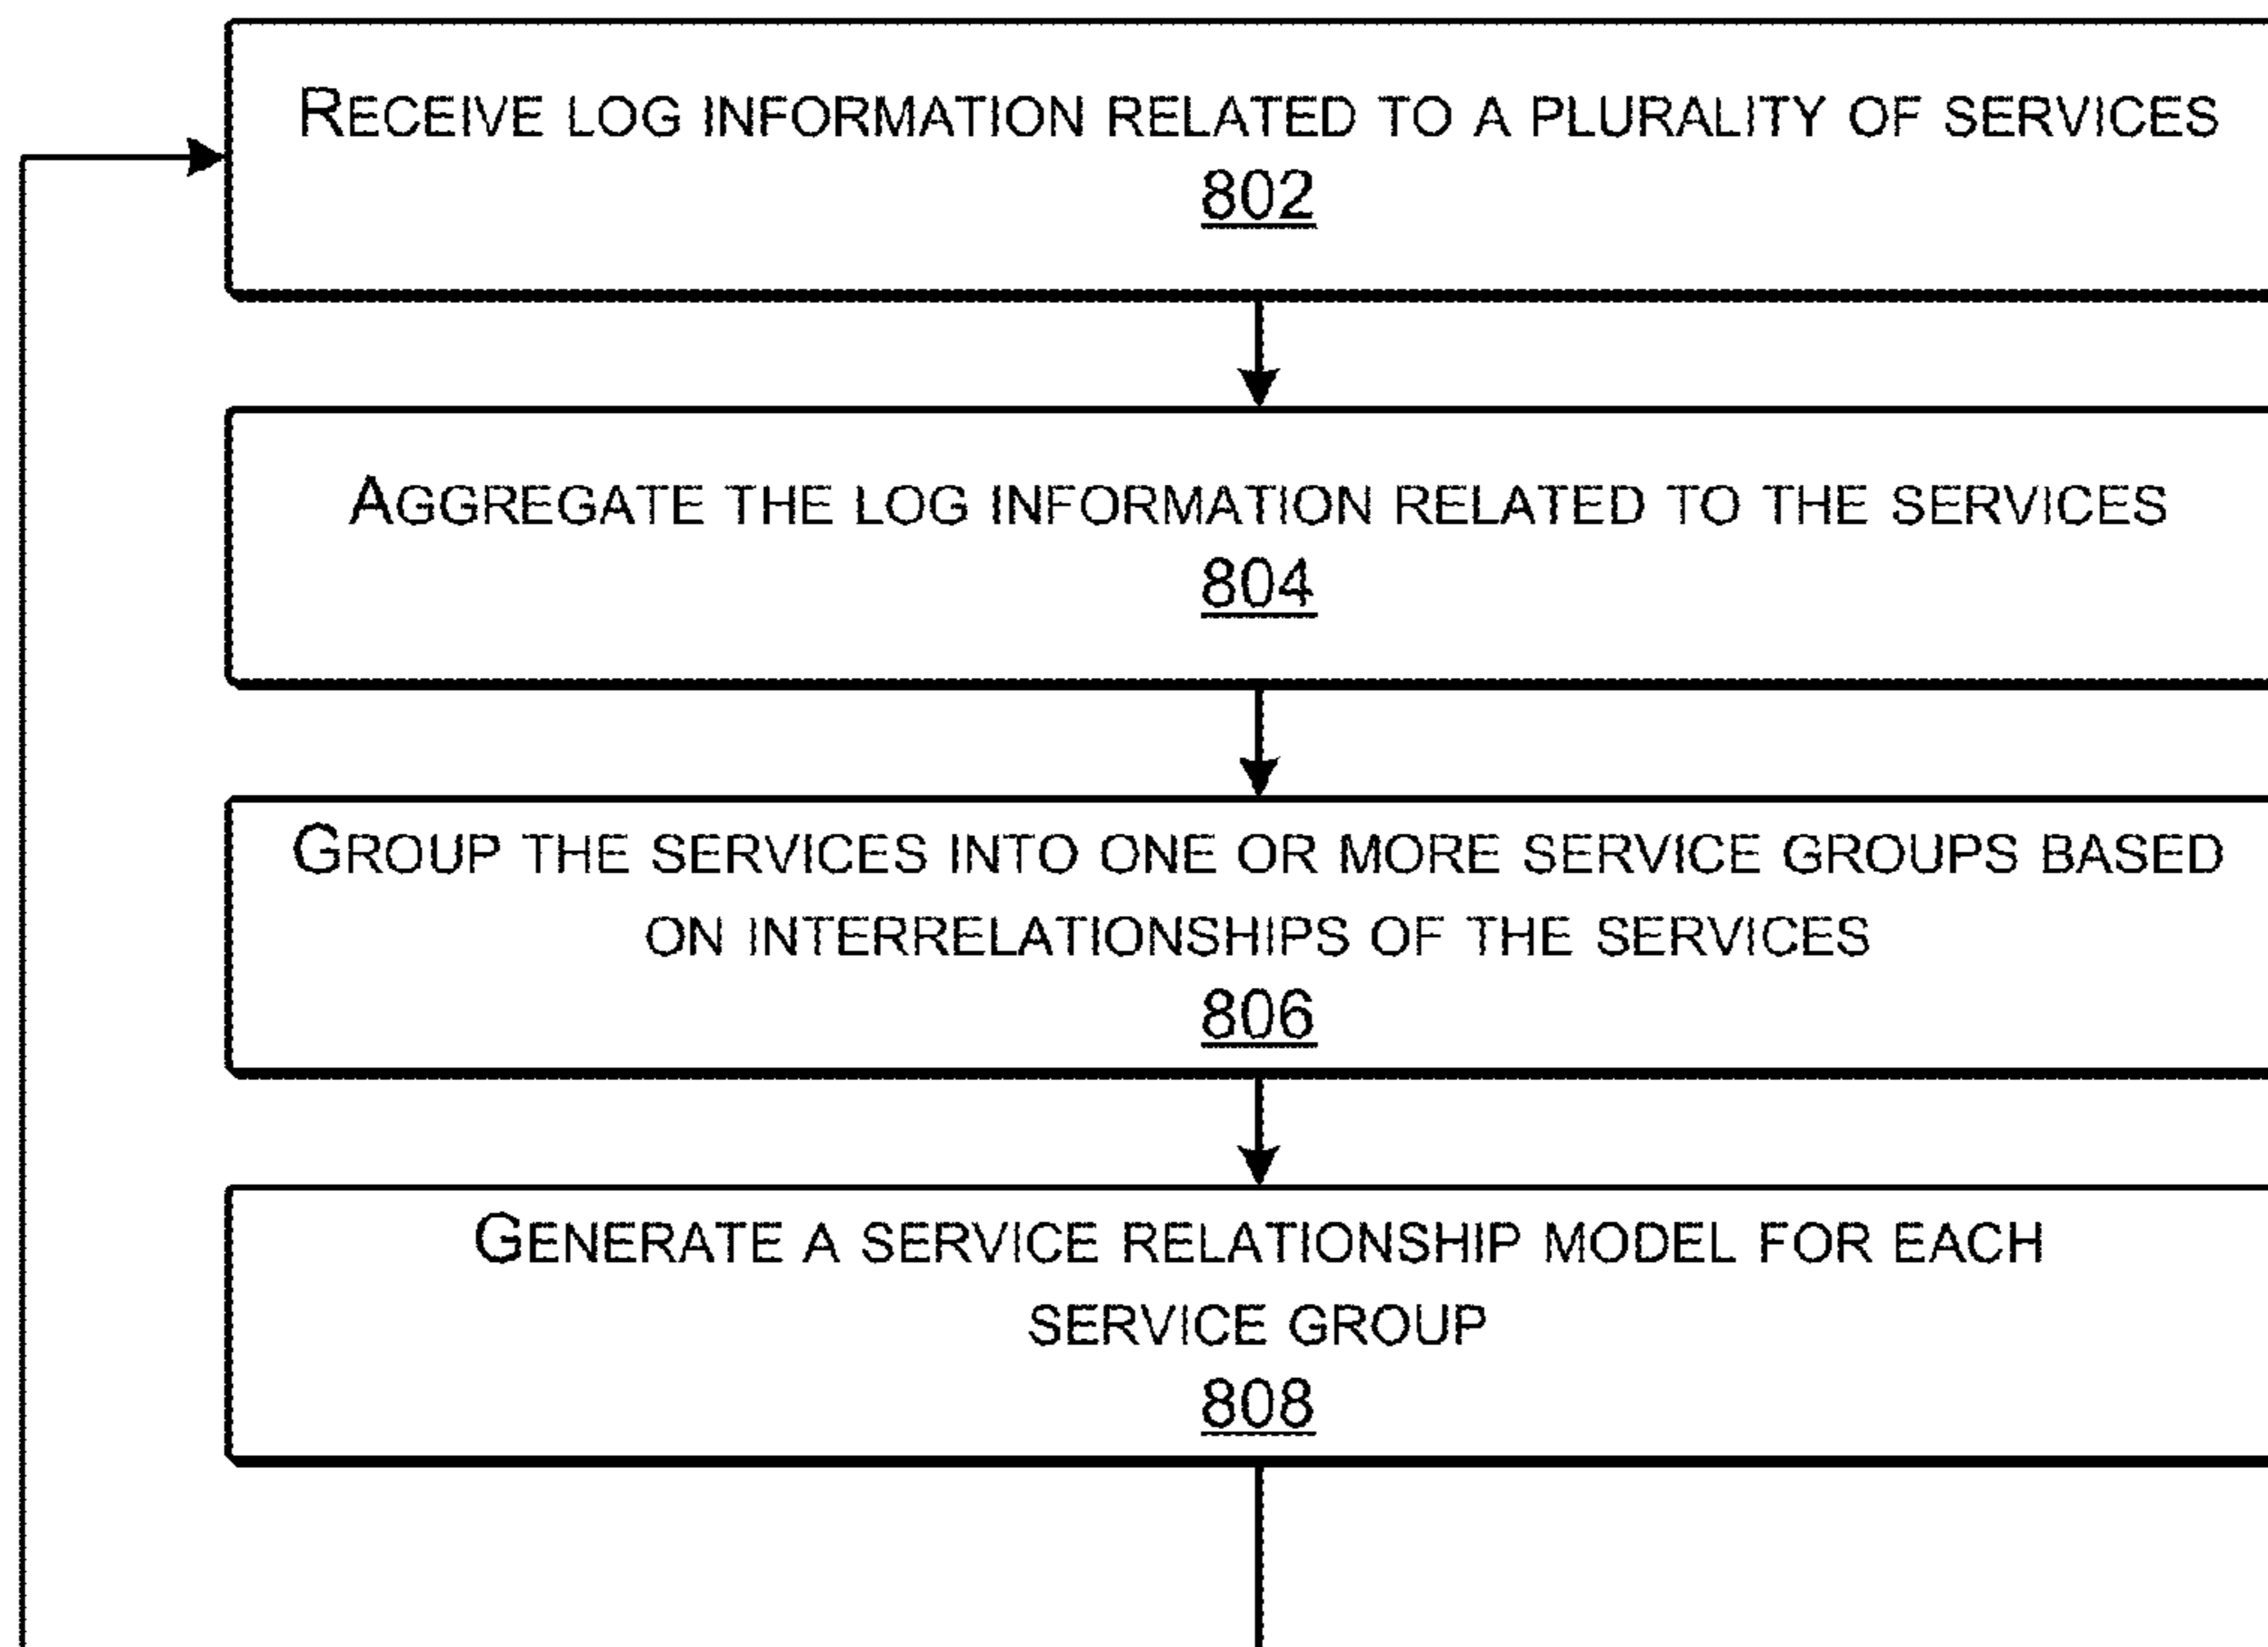 RECEIVE LOG INFORMATION RELATED TO A PLURALITY OF SERVICES
802
AGGREGATE THE LOG INFORMATION RELATED TO THE SERVICES
804
GROUP THE SERVICES INTO ONE OR MORE SERVICE GROUPS BASED
ON INTERRELATIONSHIPS OF THE SERVICES
806
GENERATE A SERVICE RELATIONSHIP MODEL FOR EACH
SERVICE GROUP
808